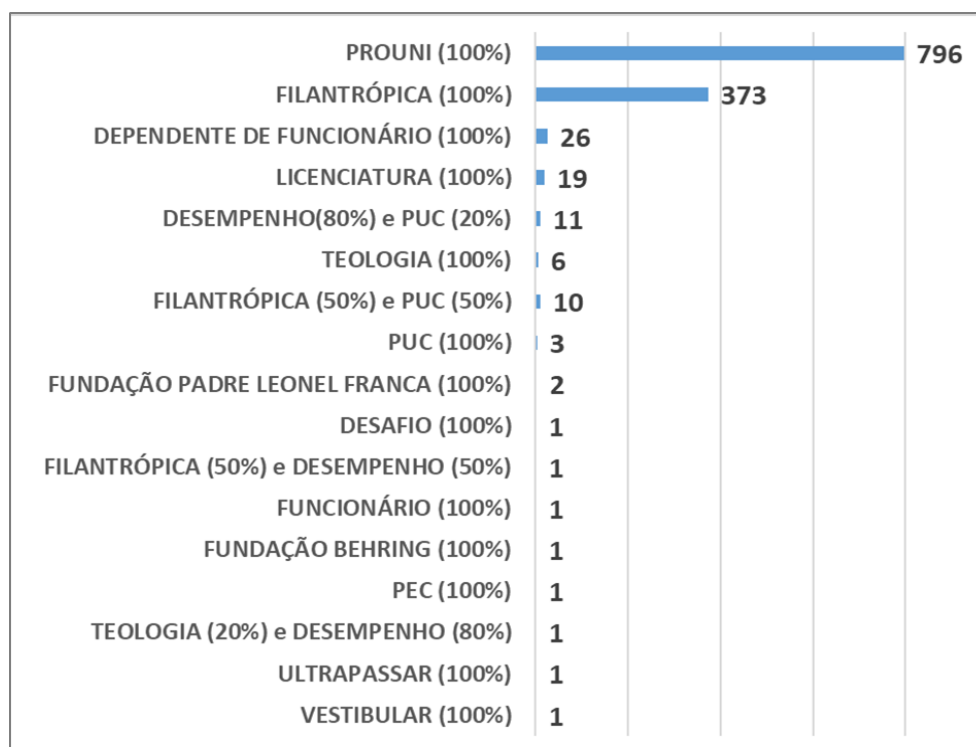 PROUNI (100%) 796
FILANTRÓPICA (100%) 373
DEPENDENTE DE FUNCIONÁRIO (100%) 26
LICENCIATURA (100%) 19
DESEMPENHO(80%) e PUC (20%) 11
TEOLOGIA (100%) 6
FILANTRÓPICA (50%) e PUC (50%) 10
PUC (100%) 3
FUNDAÇÃO PADRE LEONEL FRANCA (100%) 2
DESAFIO (100%) 1
FILANTRÓPICA (50%) e DESEMPENHO (50%) 1
FUNCIONÁRIO (100%) 1
FUNDAÇÃO BEHRING (100%) 1
PEC (100%) 1
TEOLOGIA (20%) e DESEMPENHO (80%) 1
ULTRAPASSAR (100%) 1
VESTIBULAR (100%) 1